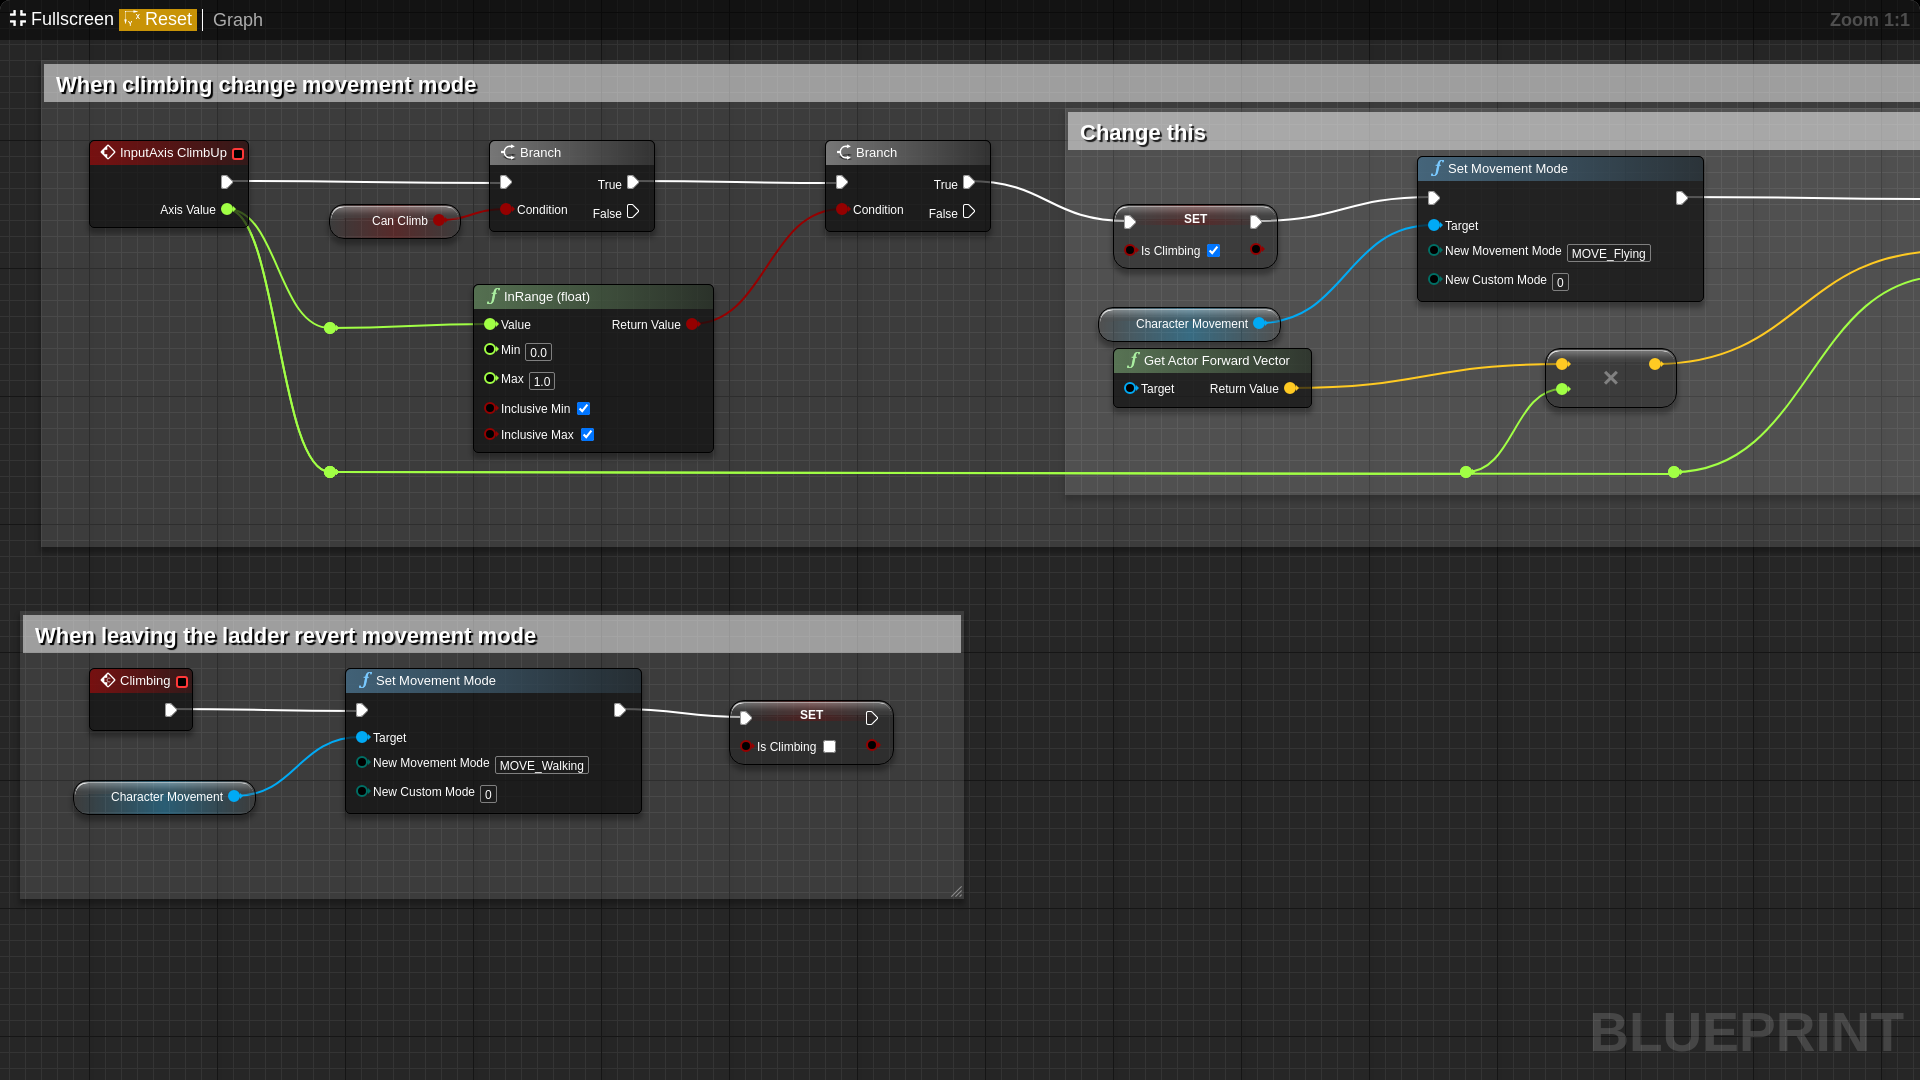 Fullscreen Reset Graph Zoom 1:1
When climbing change movement mode
Change this
InputAxis ClimbUp
Axis Value
Can Climb
Branch
True
Condition False
Branch
True
Condition False
InRange (float)
Value Return Value
Min 0.0
Max 1.0
Inclusive Min
Inclusive Max
SET
Is Climbing
Character Movement
Get Actor Forward Vector
Target Return Value
Set Movement Mode
Target
New Movement Mode MOVE_Flying
New Custom Mode 0
When leaving the ladder revert movement mode
Climbing
Character Movement
Set Movement Mode
Target
New Movement Mode MOVE_Walking
New Custom Mode 0
SET
Is Climbing
BLUEPRINT